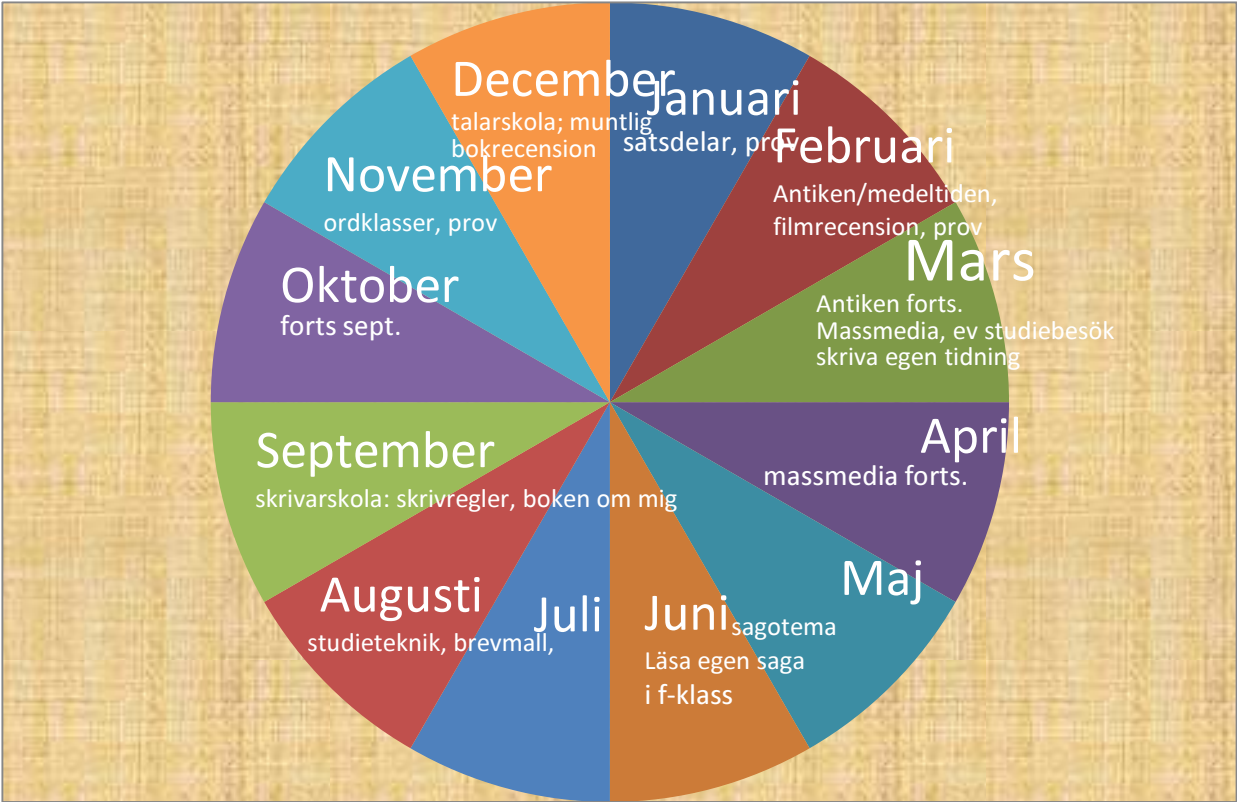 Januari
satsdelar, prov
Februari
Antiken/medeltiden,
filmrecension, prov
Mars
Antiken forts.
Massmedia, ev studiebesök
skriva egen tidning
April
massmedia forts.
Maj
sagotema
Juni
Läsa egen saga
i f-klass
Juli
Augusti
studieteknik, brevmall,
September
skrivarskola: skrivregler, boken om mig
Oktober
forts sept.
November
ordklasser, prov
December
talarskola; muntlig
bokrecension